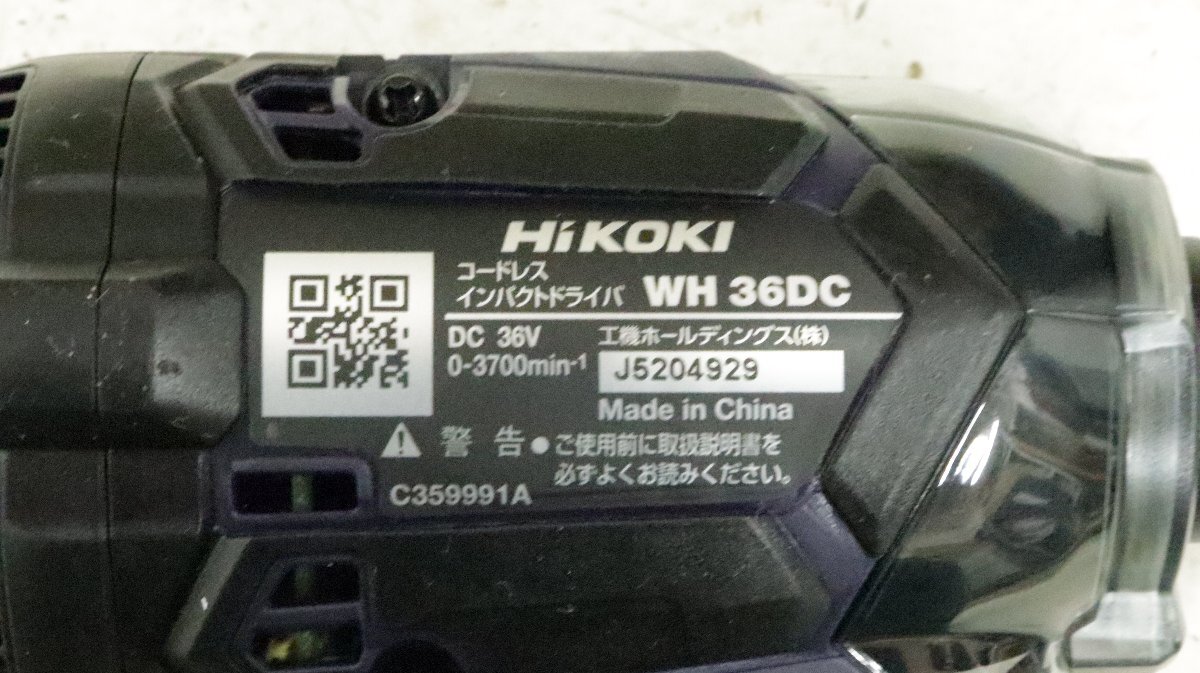 HiKOKI
コードレス
インパクトドライバ WH 36DC
DC 36V 工機ホールディングス(株)
0-3700min-1 J5204929
Made in China
警告 ●ご使用前に取扱説明書を
必ずよくお読みください。
C359991A